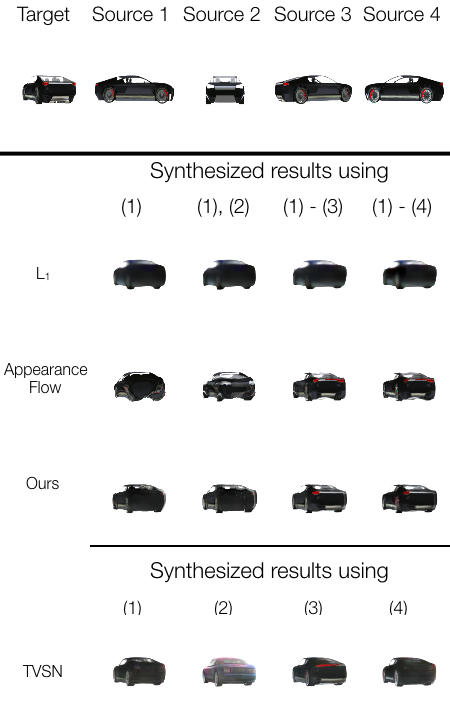 Target Source 1 Source 2 Source 3 Source 4
Synthesized results using
(1) (1), (2) (1) - (3) (1) - (4)
L₁
Appearance
Flow
Ours
Synthesized results using
(1) (2) (3) (4)
TVSN